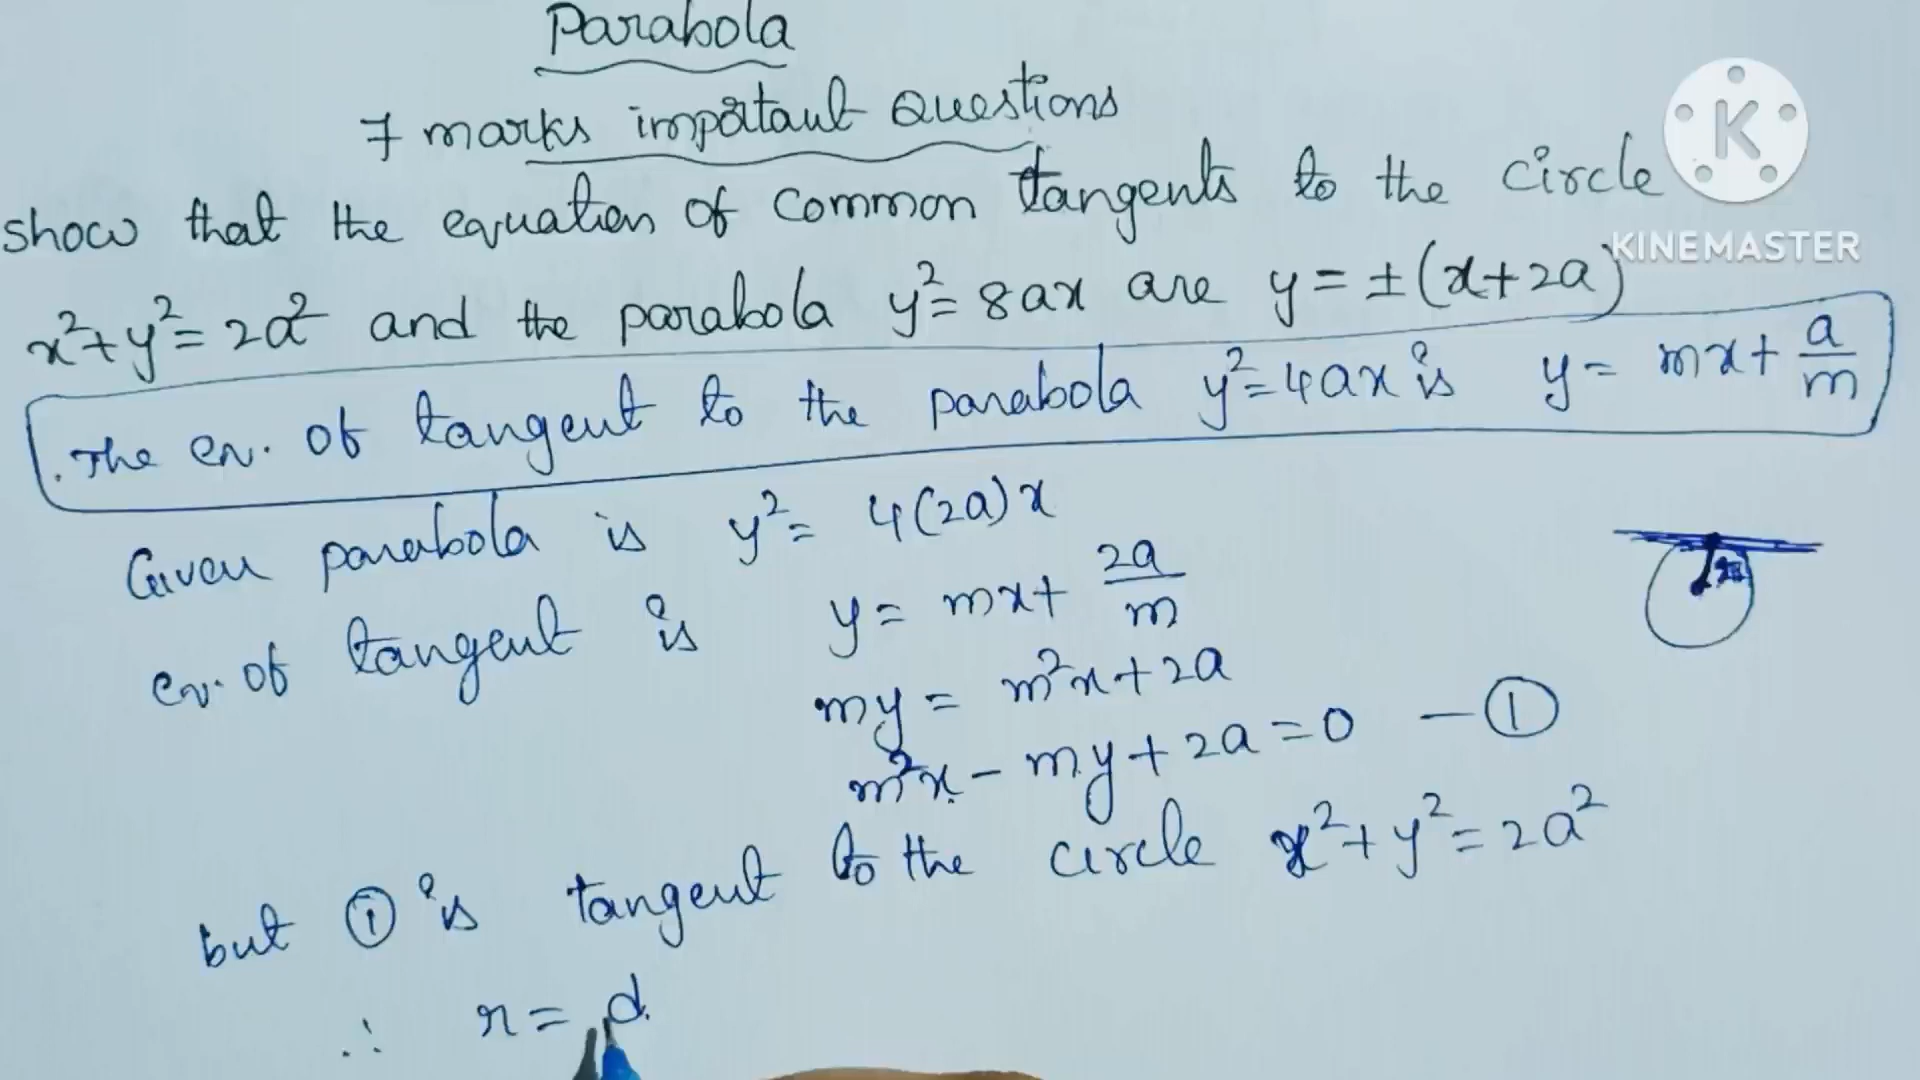 Parabola
7 marks important Questions
show that the equation of common tangents to the circle
x²+y²=2a² and the parabola y²=8ax are y=±(x+2a)
K
KINEMASTER
.The eq. of tangent to the parabola y²=4ax is y= mx+ a/m
Given parabola is y²= 4(2a)x
eq. of tangent is y= mx+ 2a/m
my = m²x+2a
m²x - my+2a=0 -①
but ① is tangent to the circle x²+y²=2a²
∴ r= d